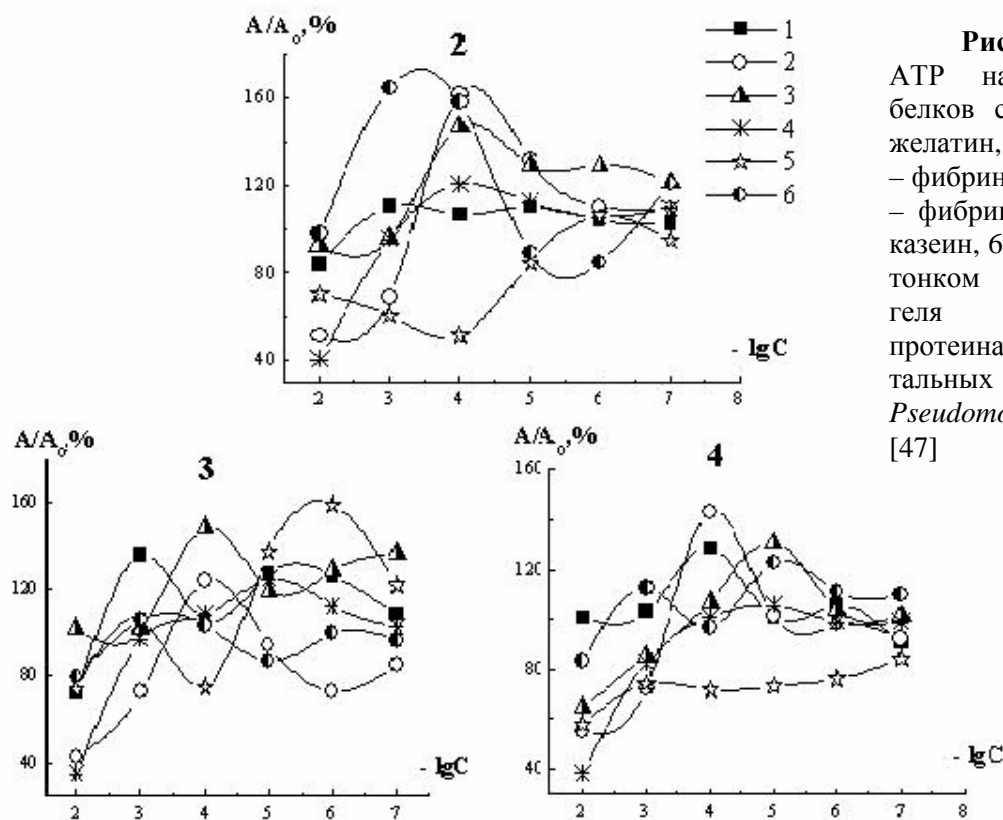 A/A₀,%
2
160
120
80
40
2 3 4 5 6 7 8
- lgC
1
2
3
4
5
6
Рис
АТР на
белков с
желатин,
– фибрин
– фибри
казеин, 6
тонком
геля
протеина
тальных
Pseudomo
[47]
A/A₀,%
3
160
120
80
40
2 3 4 5 6 7
- lgC
A/A₀,%
4
160
120
80
40
2 3 4 5 6 7 8
- lgC